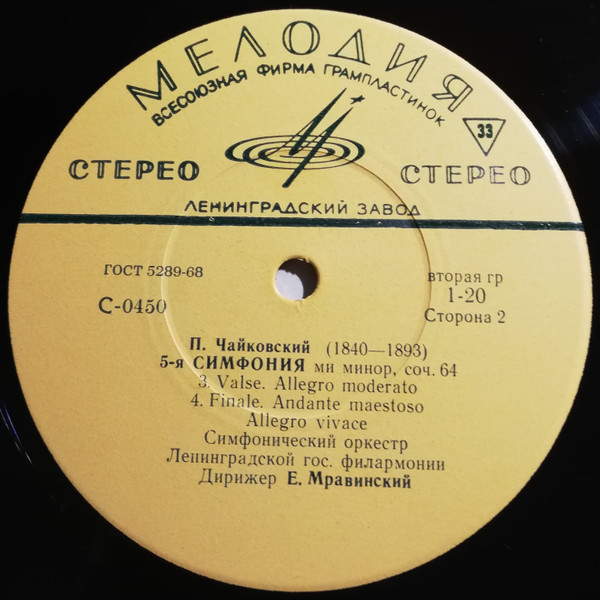 МЕЛОДИЯ
ВСЕСОЮЗНАЯ ФИРМА ГРАМПЛАСТИНОК
33
СТЕРЕО СТЕРЕО
ЛЕНИНГРАДСКИЙ ЗАВОД
ГОСТ 5289-68
С-0450
вторая гр
1-20
Сторона 2
П. Чайковский (1840—1893)
5-я СИМФОНИЯ ми минор, соч. 64
3. Valse. Allegro moderato
4. Finale. Andante maestoso
Allegro vivace
Симфонический оркестр
Ленинградской гос. филармонии
Дирижер Е. Мравинский